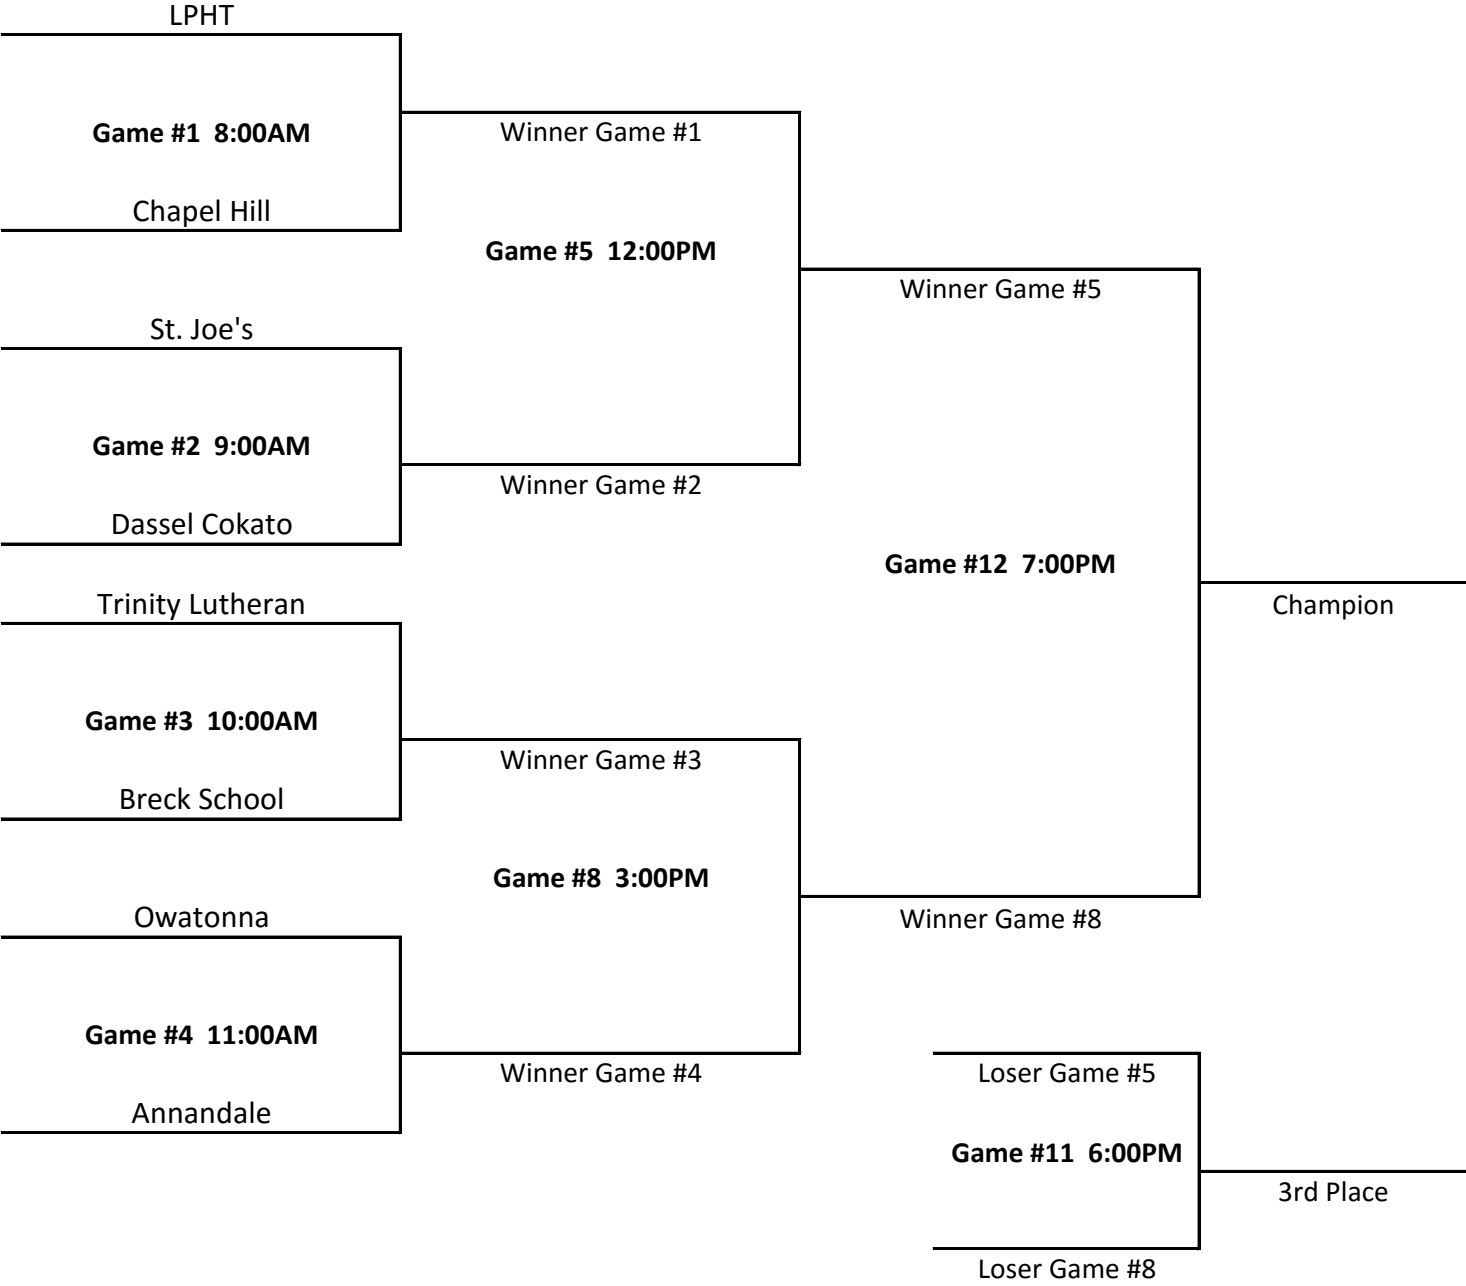 LPHT
Game #1  8:00AM
Winner Game #1
Chapel Hill
Game #5  12:00PM
Winner Game #5
St. Joe's
Game #2  9:00AM
Winner Game #2
Dassel Cokato
Game #12  7:00PM
Trinity Lutheran
Champion
Game #3  10:00AM
Winner Game #3
Breck School
Game #8  3:00PM
Owatonna
Winner Game #8
Game #4  11:00AM
Winner Game #4
Loser Game #5
Annandale
Game #11  6:00PM
3rd Place
Loser Game #8